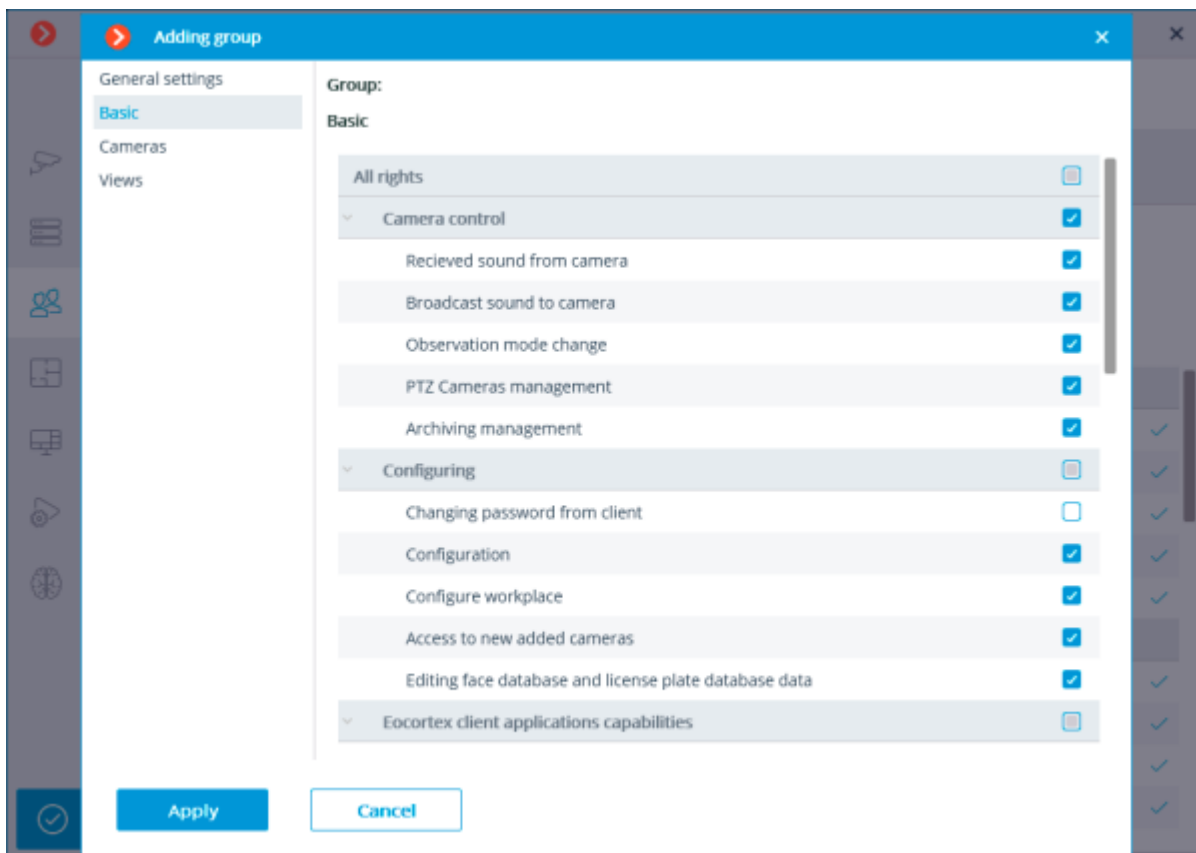 Adding group
General settings
Basic
Cameras
Views
Group:
Basic
All rights
Camera control
Recieved sound from camera
Broadcast sound to camera
Observation mode change
PTZ Cameras management
Archiving management
Configuring
Changing password from client
Configuration
Configure workplace
Access to new added cameras
Editing face database and license plate database data
Eocortex client applications capabilities
Apply
Cancel